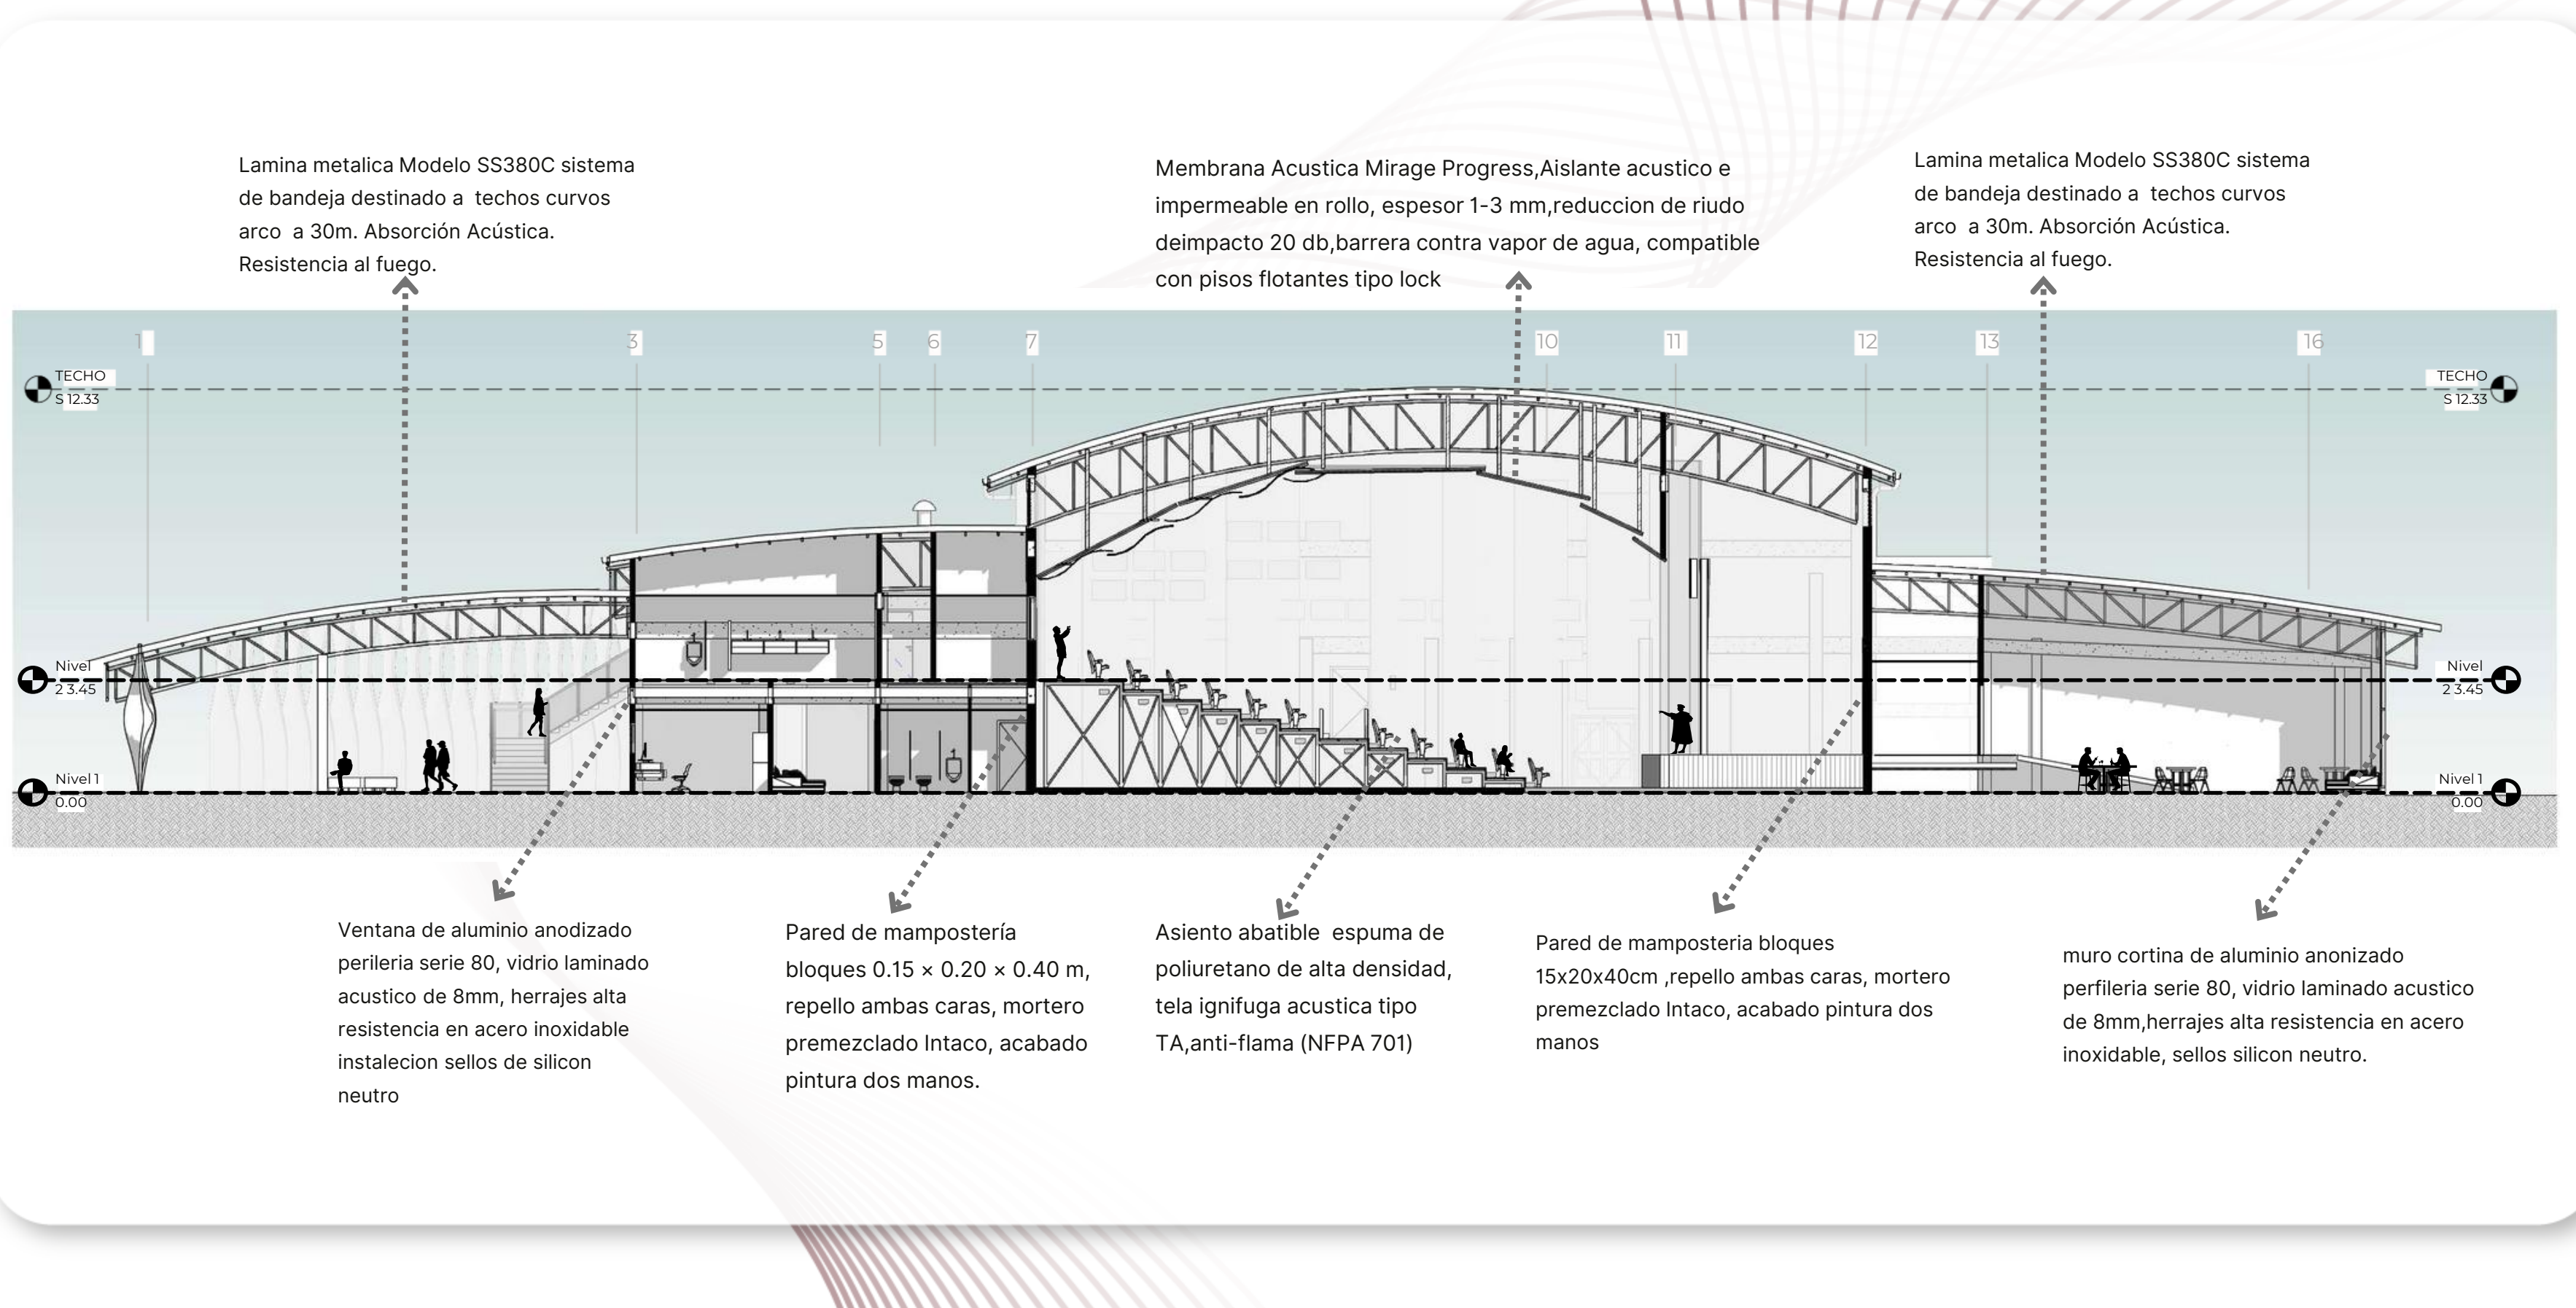 Lamina metalica Modelo SS380C sistema
de bandeja destinado a  techos curvos
arco  a 30m. Absorción Acústica.
Resistencia al fuego.
Membrana Acustica Mirage Progress,Aislante acustico e
impermeable en rollo, espesor 1-3 mm,reduccion de riudo
deimpacto 20 db,barrera contra vapor de agua, compatible
con pisos flotantes tipo lock
Lamina metalica Modelo SS380C sistema
de bandeja destinado a  techos curvos
arco  a 30m. Absorción Acústica.
Resistencia al fuego.
1 3 5 6 7 10 11 12 13 16
TECHO
S 12.33
TECHO
S 12.33
Nivel
2 3.45
Nivel
2 3.45
Nivel 1
0.00
Nivel 1
0.00
Ventana de aluminio anodizado
perileria serie 80, vidrio laminado
acustico de 8mm, herrajes alta
resistencia en acero inoxidable
instalecion sellos de silicon
neutro
Pared de mampostería
bloques 0.15 × 0.20 × 0.40 m,
repello ambas caras, mortero
premezclado Intaco, acabado
pintura dos manos.
Asiento abatible  espuma de
poliuretano de alta densidad,
tela ignifuga acustica tipo
TA,anti-flama (NFPA 701)
Pared de mamposteria bloques
15x20x40cm ,repello ambas caras, mortero
premezclado Intaco, acabado pintura dos
manos
muro cortina de aluminio anonizado
perfileria serie 80, vidrio laminado acustico
de 8mm,herrajes alta resistencia en acero
inoxidable, sellos silicon neutro.